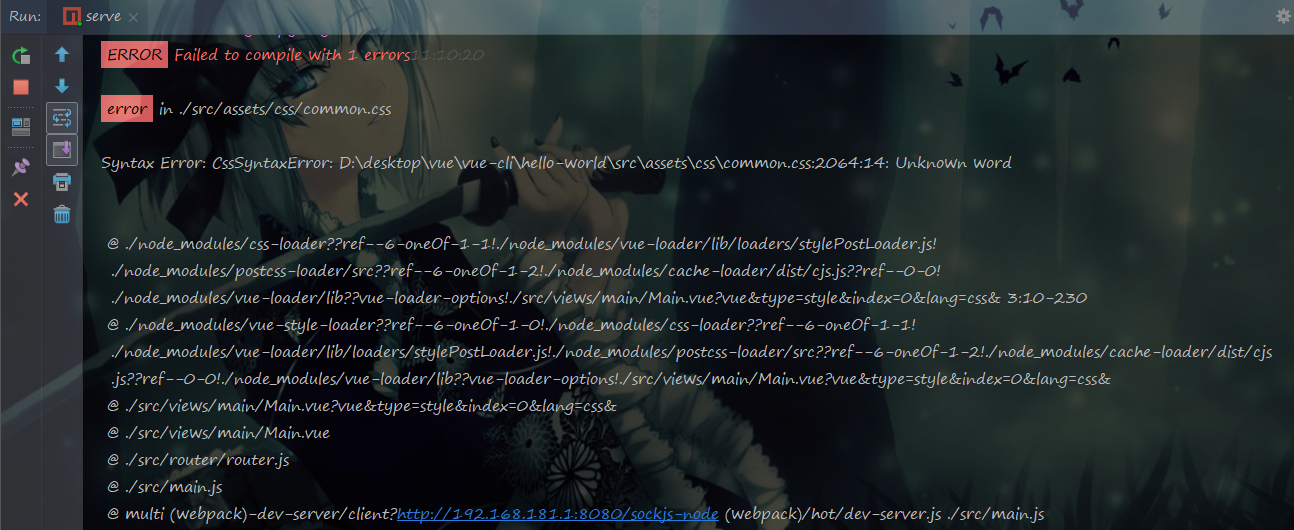 Run: serve
ERROR Failed to compile with 1 errors 11:10:20
error in ./src/assets/css/common.css
Syntax Error: CssSyntaxError: D:\desktop\vue\vue-cli\hello-world\src\assets\css\common.css:2064:14: Unknown word
@ ./node_modules/css-loader??ref--6-oneOf-1-1!./node_modules/vue-loader/lib/loaders/stylePostLoader.js!
./node_modules/postcss-loader/src??ref--6-oneOf-1-2!./node_modules/cache-loader/dist/cjs.js??ref--0-0!
./node_modules/vue-loader/lib??vue-loader-options!./src/views/main/Main.vue?vue&type=style&index=0&lang=css& 3:10-230
@ ./node_modules/vue-style-loader??ref--6-oneOf-1-0!./node_modules/css-loader??ref--6-oneOf-1-1!
./node_modules/vue-loader/lib/loaders/stylePostLoader.js!./node_modules/postcss-loader/src??ref--6-oneOf-1-2!./node_modules/cache-loader/dist/cjs
.js??ref--0-0!./node_modules/vue-loader/lib??vue-loader-options!./src/views/main/Main.vue?vue&type=style&index=0&lang=css&
@ ./src/views/main/Main.vue?vue&type=style&index=0&lang=css&
@ ./src/views/main/Main.vue
@ ./src/router/router.js
@ ./src/main.js
@ multi (webpack)-dev-server/client?http://192.168.181.1:8080/sockjs-node (webpack)/hot/dev-server.js ./src/main.js